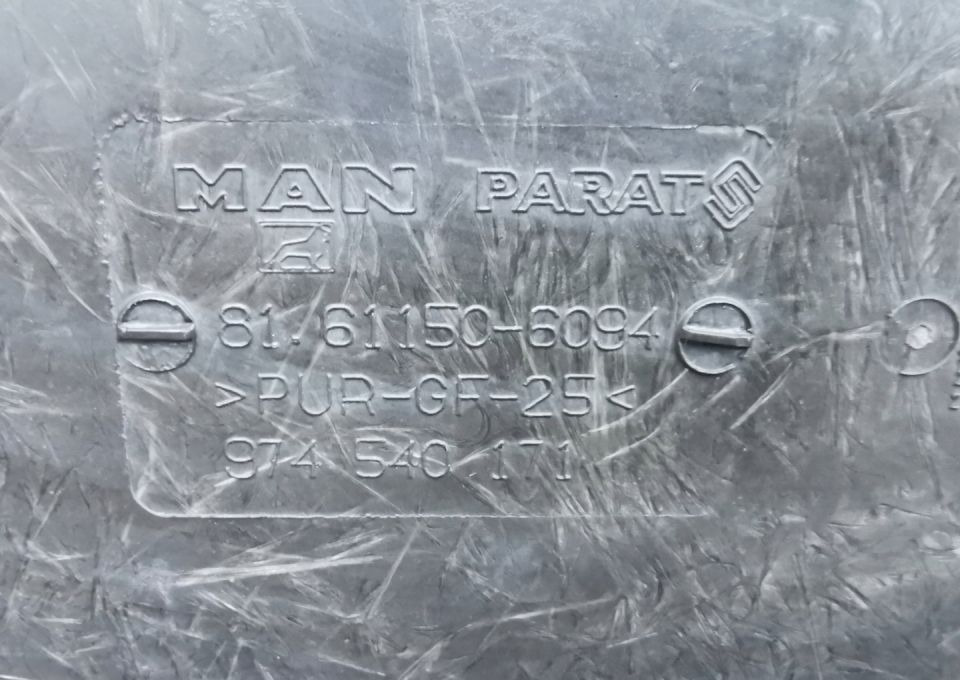 MAN PARAT
81.61150-6094
>PUR-GF-25<
974 540 171